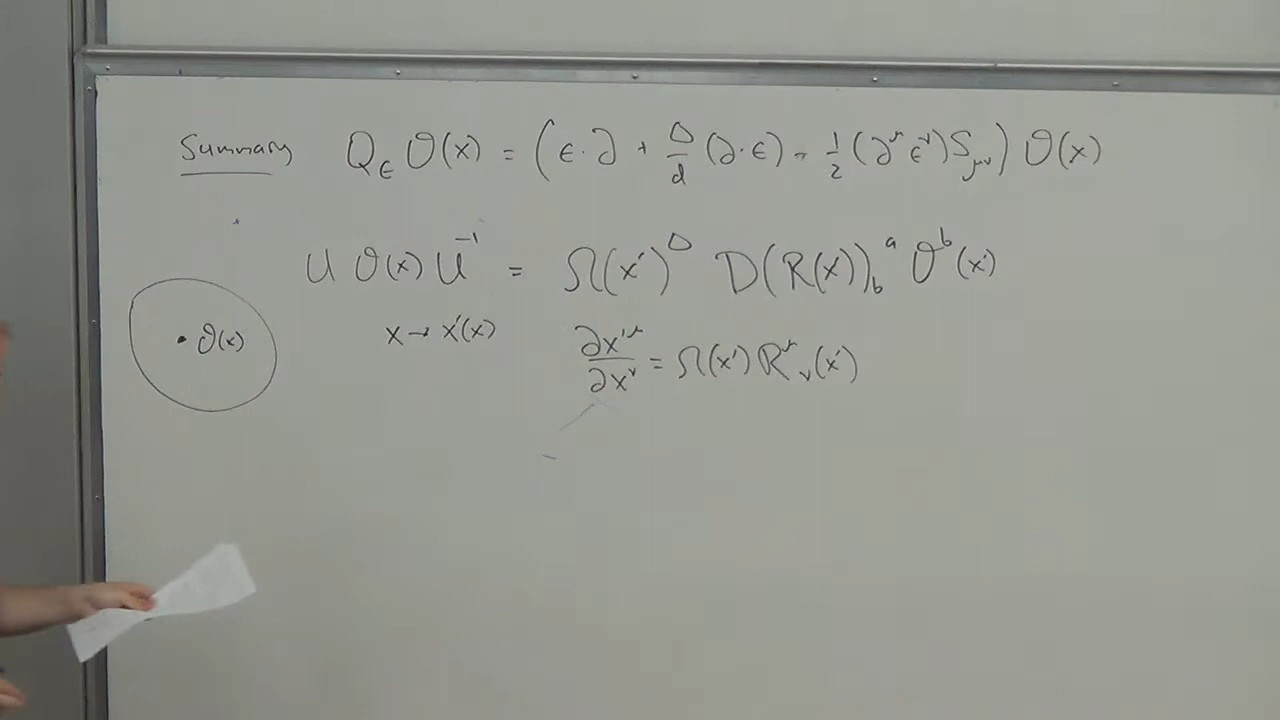 Summary Q_ϵ O(x) = (ϵ·∂ + Δ/d (∂·ϵ) - 1/2 (∂^μ ϵ^ν) S_μν) O(x)
U O(x) U^-1 = Ω(x')^Δ D(R(x'))_b^a O^b(x')
• O(x) x → x'(x) ∂x'^μ/∂x^ν = Ω(x') R^μ_ν(x')